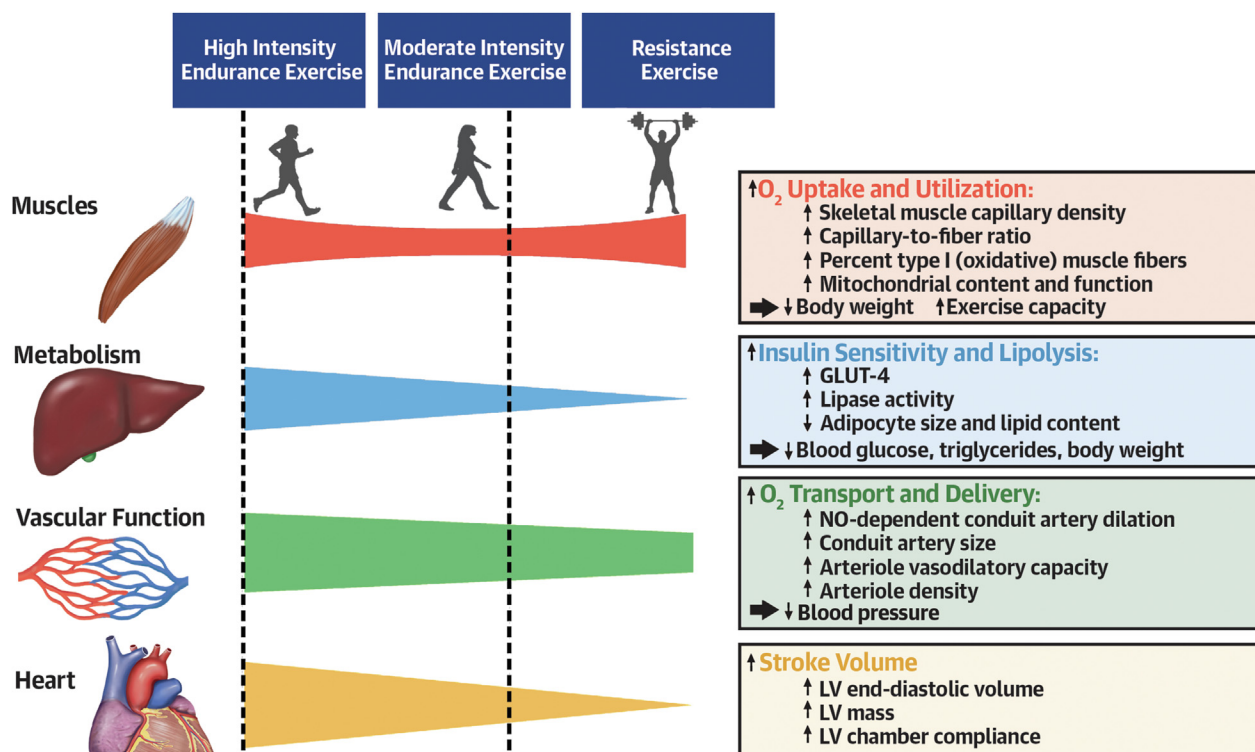 High Intensity
Endurance Exercise
Moderate Intensity
Endurance Exercise
Resistance
Exercise
Muscles
↑O₂ Uptake and Utilization:
↑ Skeletal muscle capillary density
↑ Capillary-to-fiber ratio
↑ Percent type I (oxidative) muscle fibers
↑ Mitochondrial content and function
➡ ↓ Body weight ↑Exercise capacity
Metabolism
↑Insulin Sensitivity and Lipolysis:
↑ GLUT-4
↑ Lipase activity
↓ Adipocyte size and lipid content
➡ ↓ Blood glucose, triglycerides, body weight
Vascular Function
↑ O₂ Transport and Delivery:
↑ NO-dependent conduit artery dilation
↑ Conduit artery size
↑ Arteriole vasodilatory capacity
↑ Arteriole density
➡ ↓ Blood pressure
Heart
↑ Stroke Volume
↑ LV end-diastolic volume
↑ LV mass
↑ LV chamber compliance